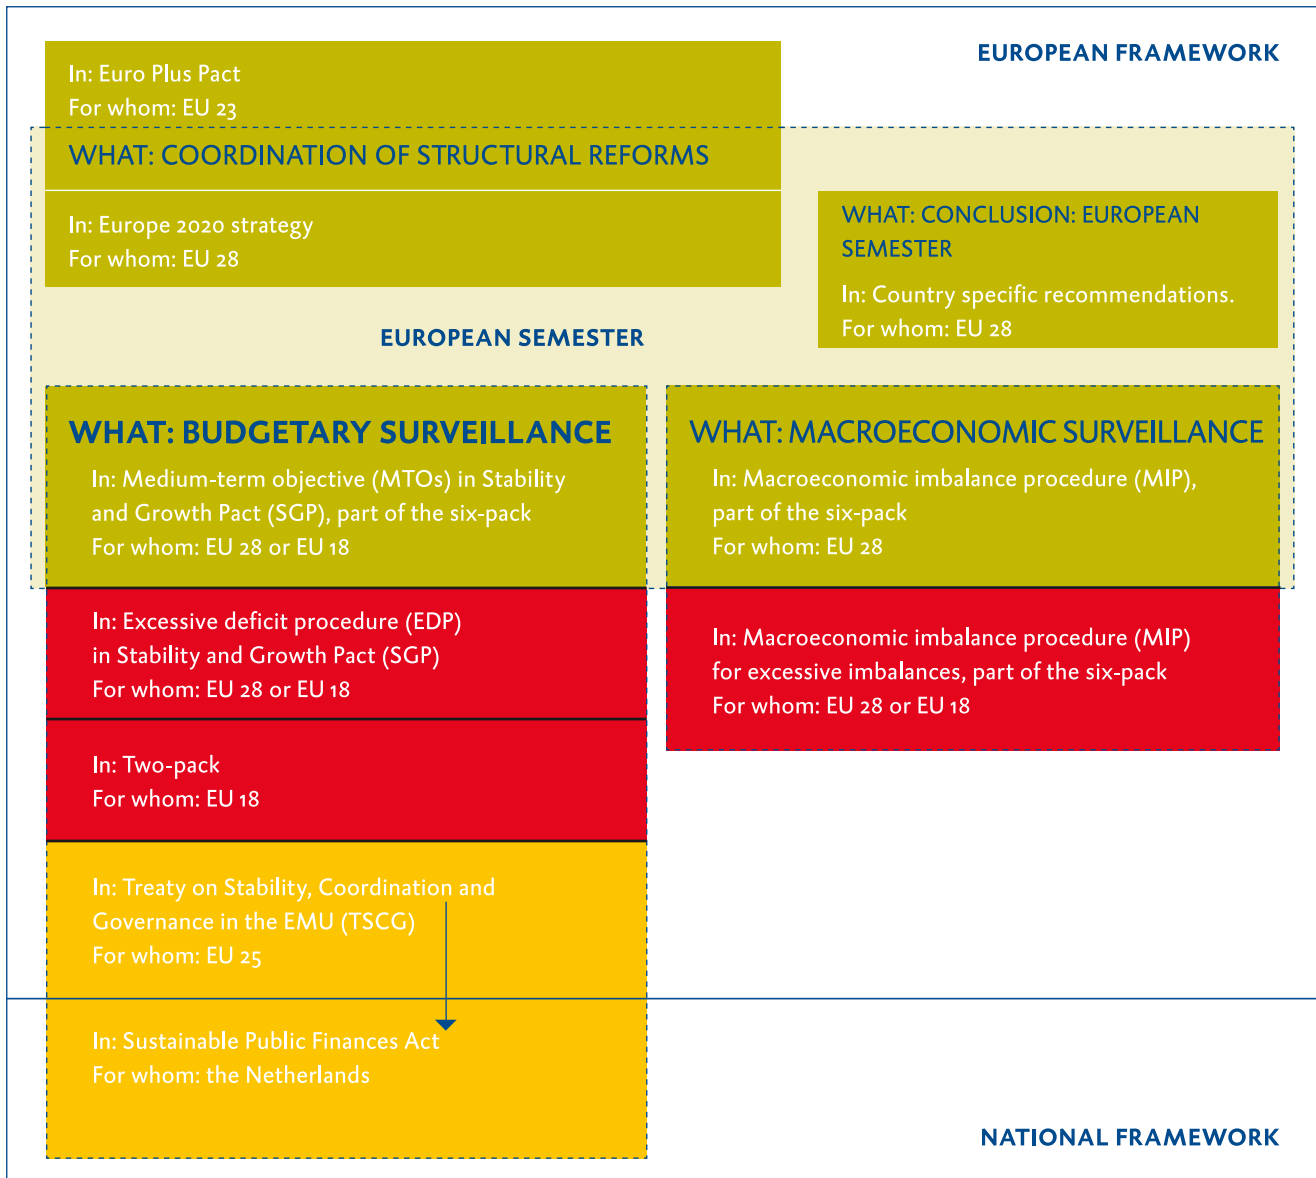 EUROPEAN FRAMEWORK
In: Euro Plus Pact
For whom: EU 23
WHAT: COORDINATION OF STRUCTURAL REFORMS
In: Europe 2020 strategy
For whom: EU 28
WHAT: CONCLUSION: EUROPEAN
SEMESTER
In: Country specific recommendations.
For whom: EU 28
EUROPEAN SEMESTER
WHAT: BUDGETARY SURVEILLANCE
In: Medium-term objective (MTOs) in Stability
and Growth Pact (SGP), part of the six-pack
For whom: EU 28 or EU 18
WHAT: MACROECONOMIC SURVEILLANCE
In: Macroeconomic imbalance procedure (MIP),
part of the six-pack
For whom: EU 28
In: Excessive deficit procedure (EDP)
in Stability and Growth Pact (SGP)
For whom: EU 28 or EU 18
In: Macroeconomic imbalance procedure (MIP)
for excessive imbalances, part of the six-pack
For whom: EU 28 or EU 18
In: Two-pack
For whom: EU 18
In: Treaty on Stability, Coordination and
Governance in the EMU (TSCG)
For whom: EU 25
In: Sustainable Public Finances Act
For whom: the Netherlands
NATIONAL FRAMEWORK